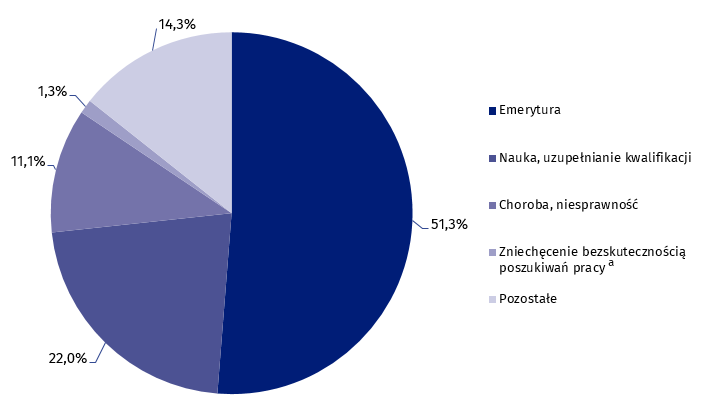 14,3%
1,3%
11,1%
22,0%
51,3%
Emerytura
Nauka, uzupełnianie kwalifikacji
Choroba, niesprawność
Zniechęcenie bezskutecznością
poszukiwań pracy a
Pozostałe